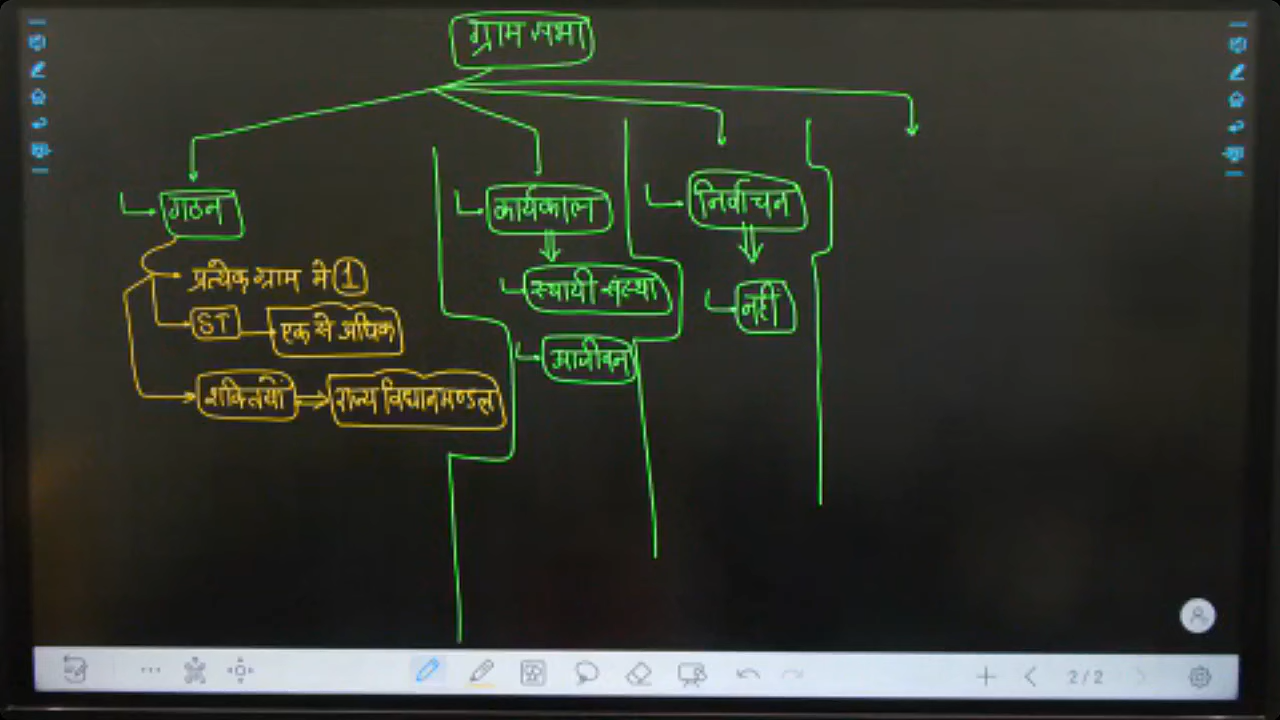 ग्राम सभा
गठन
प्रत्येक ग्राम में 1
ST एक से अधिक
शक्तियाँ राज्य विधानमण्डल
कार्यकाल
स्थायी संस्था
आजीवन
निर्वाचन
नहीं
2/2